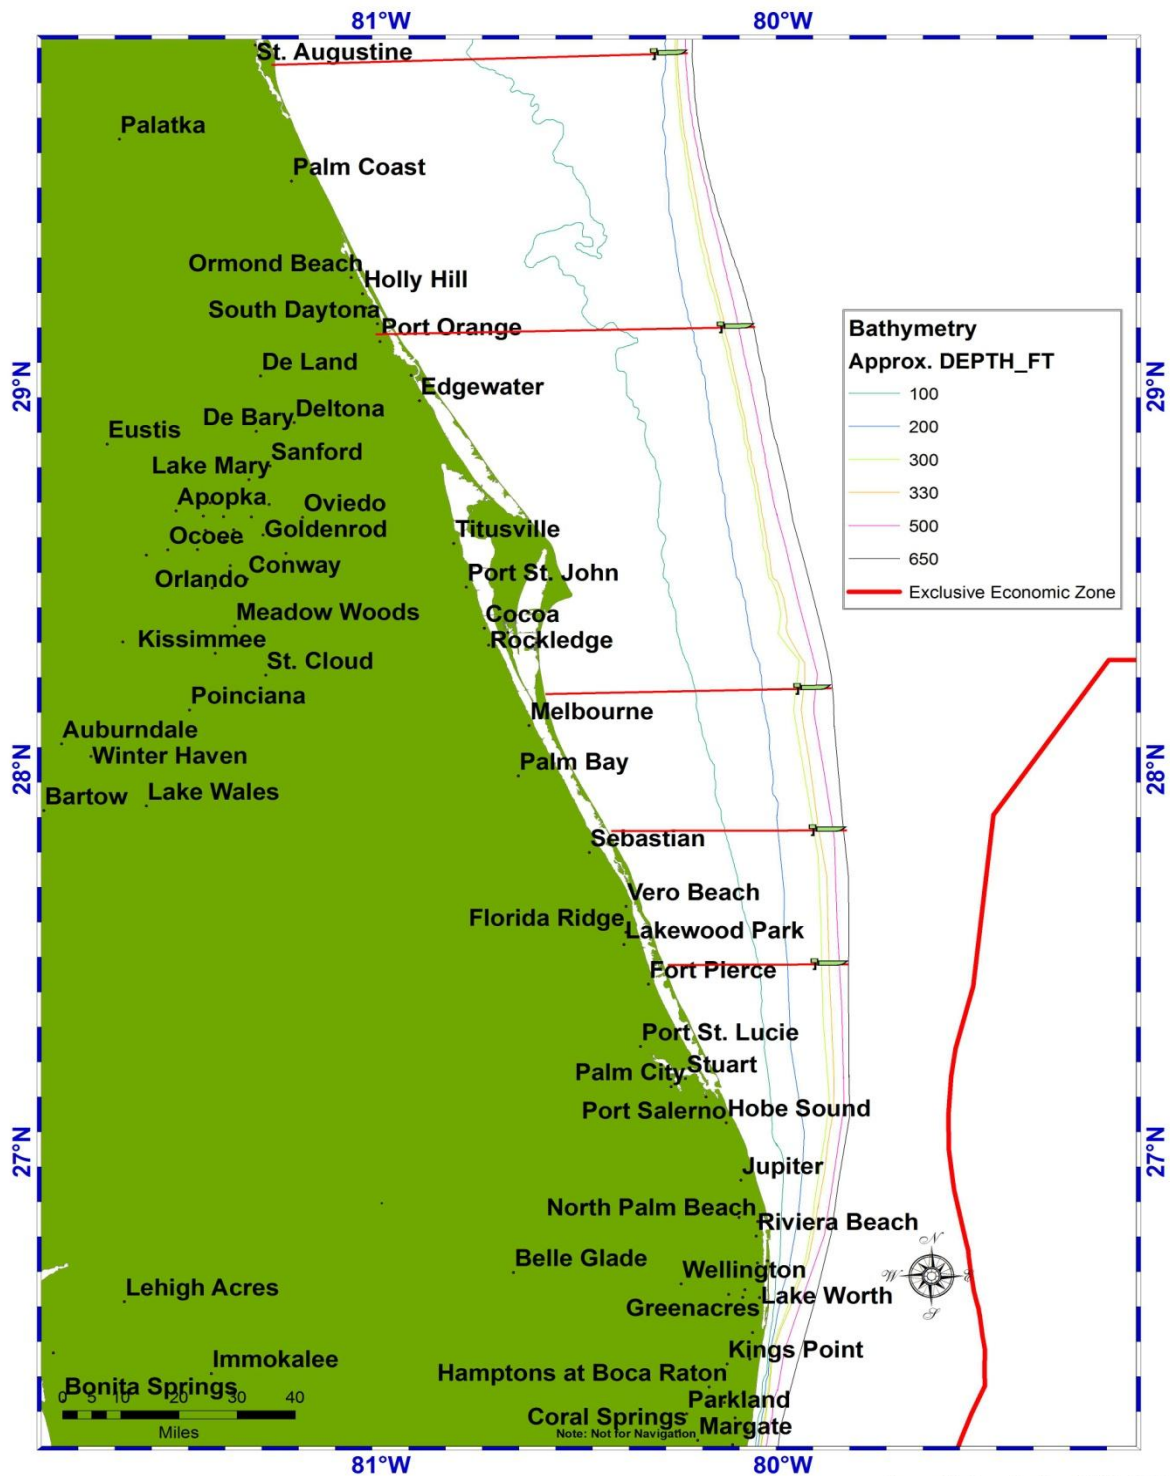 81°W 80°W
St. Augustine
Palatka
Palm Coast
Ormond Beach
Holly Hill
South Daytona
Port Orange
De Land
Edgewater
29°N
29°N
De Bary
Deltona
Eustis
Sanford
Lake Mary
Apopka
Oviedo
Ocoee
Goldenrod
Titusville
Conway
Orlando
Port St. John
Meadow Woods
Cocoa
Kissimmee
Rockledge
St. Cloud
Poinciana
Melbourne
Auburndale
Winter Haven
Palm Bay
28°N
28°N
Bartow
Lake Wales
Sebastian
Vero Beach
Florida Ridge
Lakewood Park
Fort Pierce
Port St. Lucie
Stuart
Palm City
Port Salerno
Hobe Sound
27°N
27°N
Jupiter
North Palm Beach
Riviera Beach
Belle Glade
Wellington
Lehigh Acres
Lake Worth
Greenacres
Kings Point
Immokalee
Hamptons at Boca Raton
Bonita Springs
Parkland
Coral Springs
Margate
Note: Not for Navigation
0 5 10 20 30 40
Miles
81°W 80°W
Bathymetry
Approx. DEPTH_FT
100
200
300
330
500
650
Exclusive Economic Zone
N
W E
S